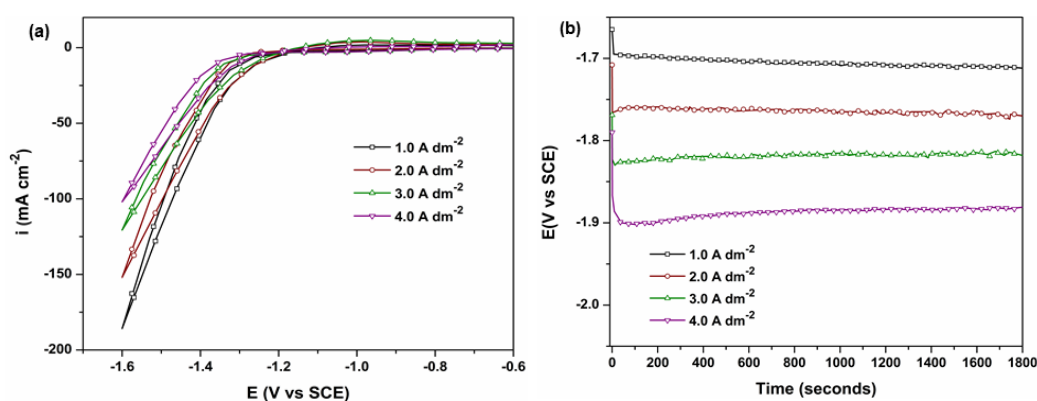 (a)
0
-50
-100
-150
-200
i (mA cm-2)
1.0 A dm-2
2.0 A dm-2
3.0 A dm-2
4.0 A dm-2
-1.6 -1.4 -1.2 -1.0 -0.8 -0.6
E (V vs SCE)
(b)
-1.7
-1.8
-1.9
-2.0
E(V vs SCE)
1.0 A dm-2
2.0 A dm-2
3.0 A dm-2
4.0 A dm-2
0 200 400 600 800 1000 1200 1400 1600 1800
Time (seconds)